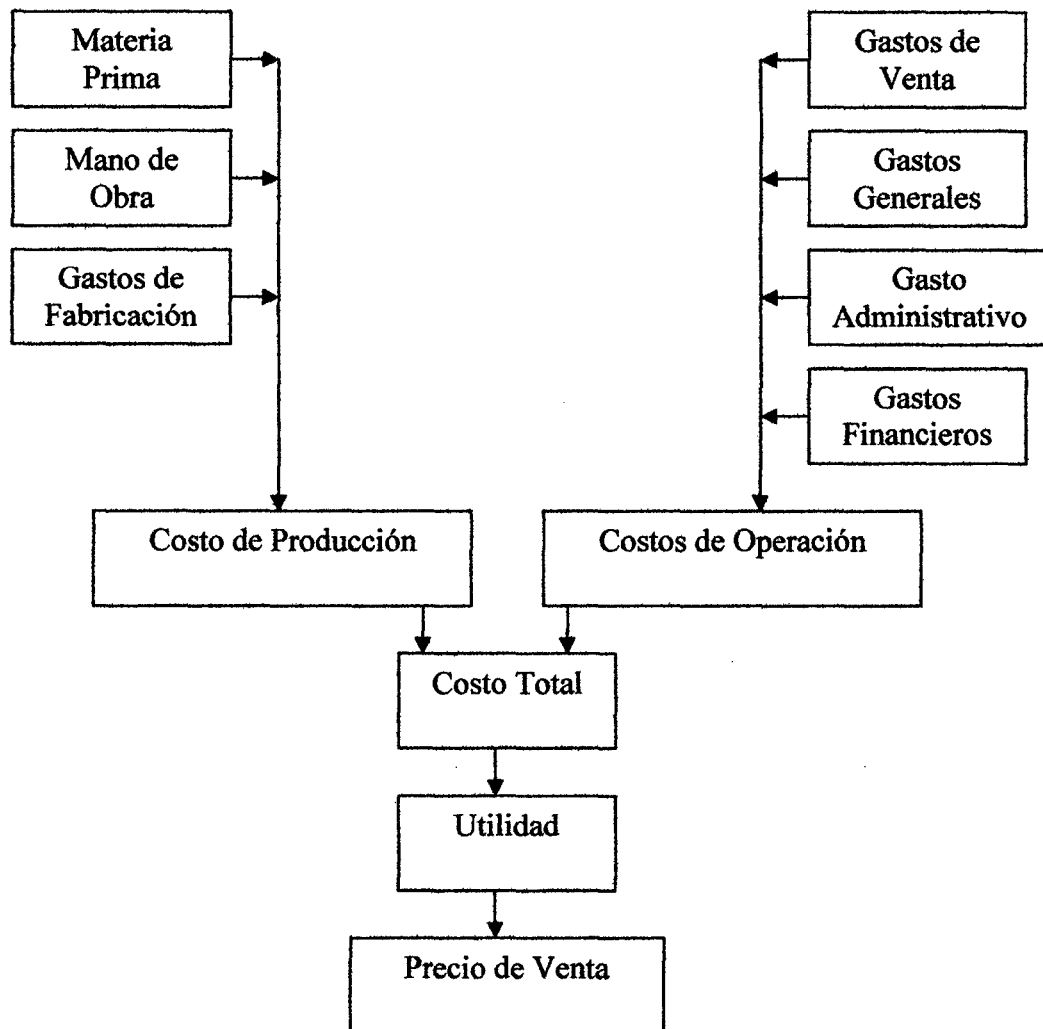 Materia
Prima
Mano de
Obra
Gastos de
Fabricación
Gastos de
Venta
Gastos
Generales
Gasto
Administrativo
Gastos
Financieros
Costo de Producción
Costos de Operación
Costo Total
Utilidad
Precio de Venta